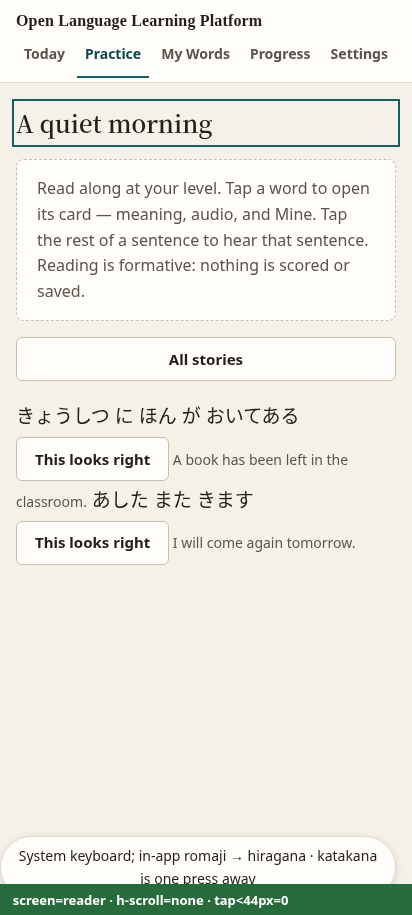 Open Language Learning Platform
Today Practice My Words Progress Settings
A quiet morning
Read along at your level. Tap a word to open
its card — meaning, audio, and Mine. Tap
the rest of a sentence to hear that sentence.
Reading is formative: nothing is scored or
saved.
All stories
きょうしつ に ほん が おいてある
This looks right A book has been left in the
classroom. あした また きます
This looks right I will come again tomorrow.
System keyboard; in-app romaji → hiragana · katakana
is one press away
screen=reader · h-scroll=none · tap<44px=0